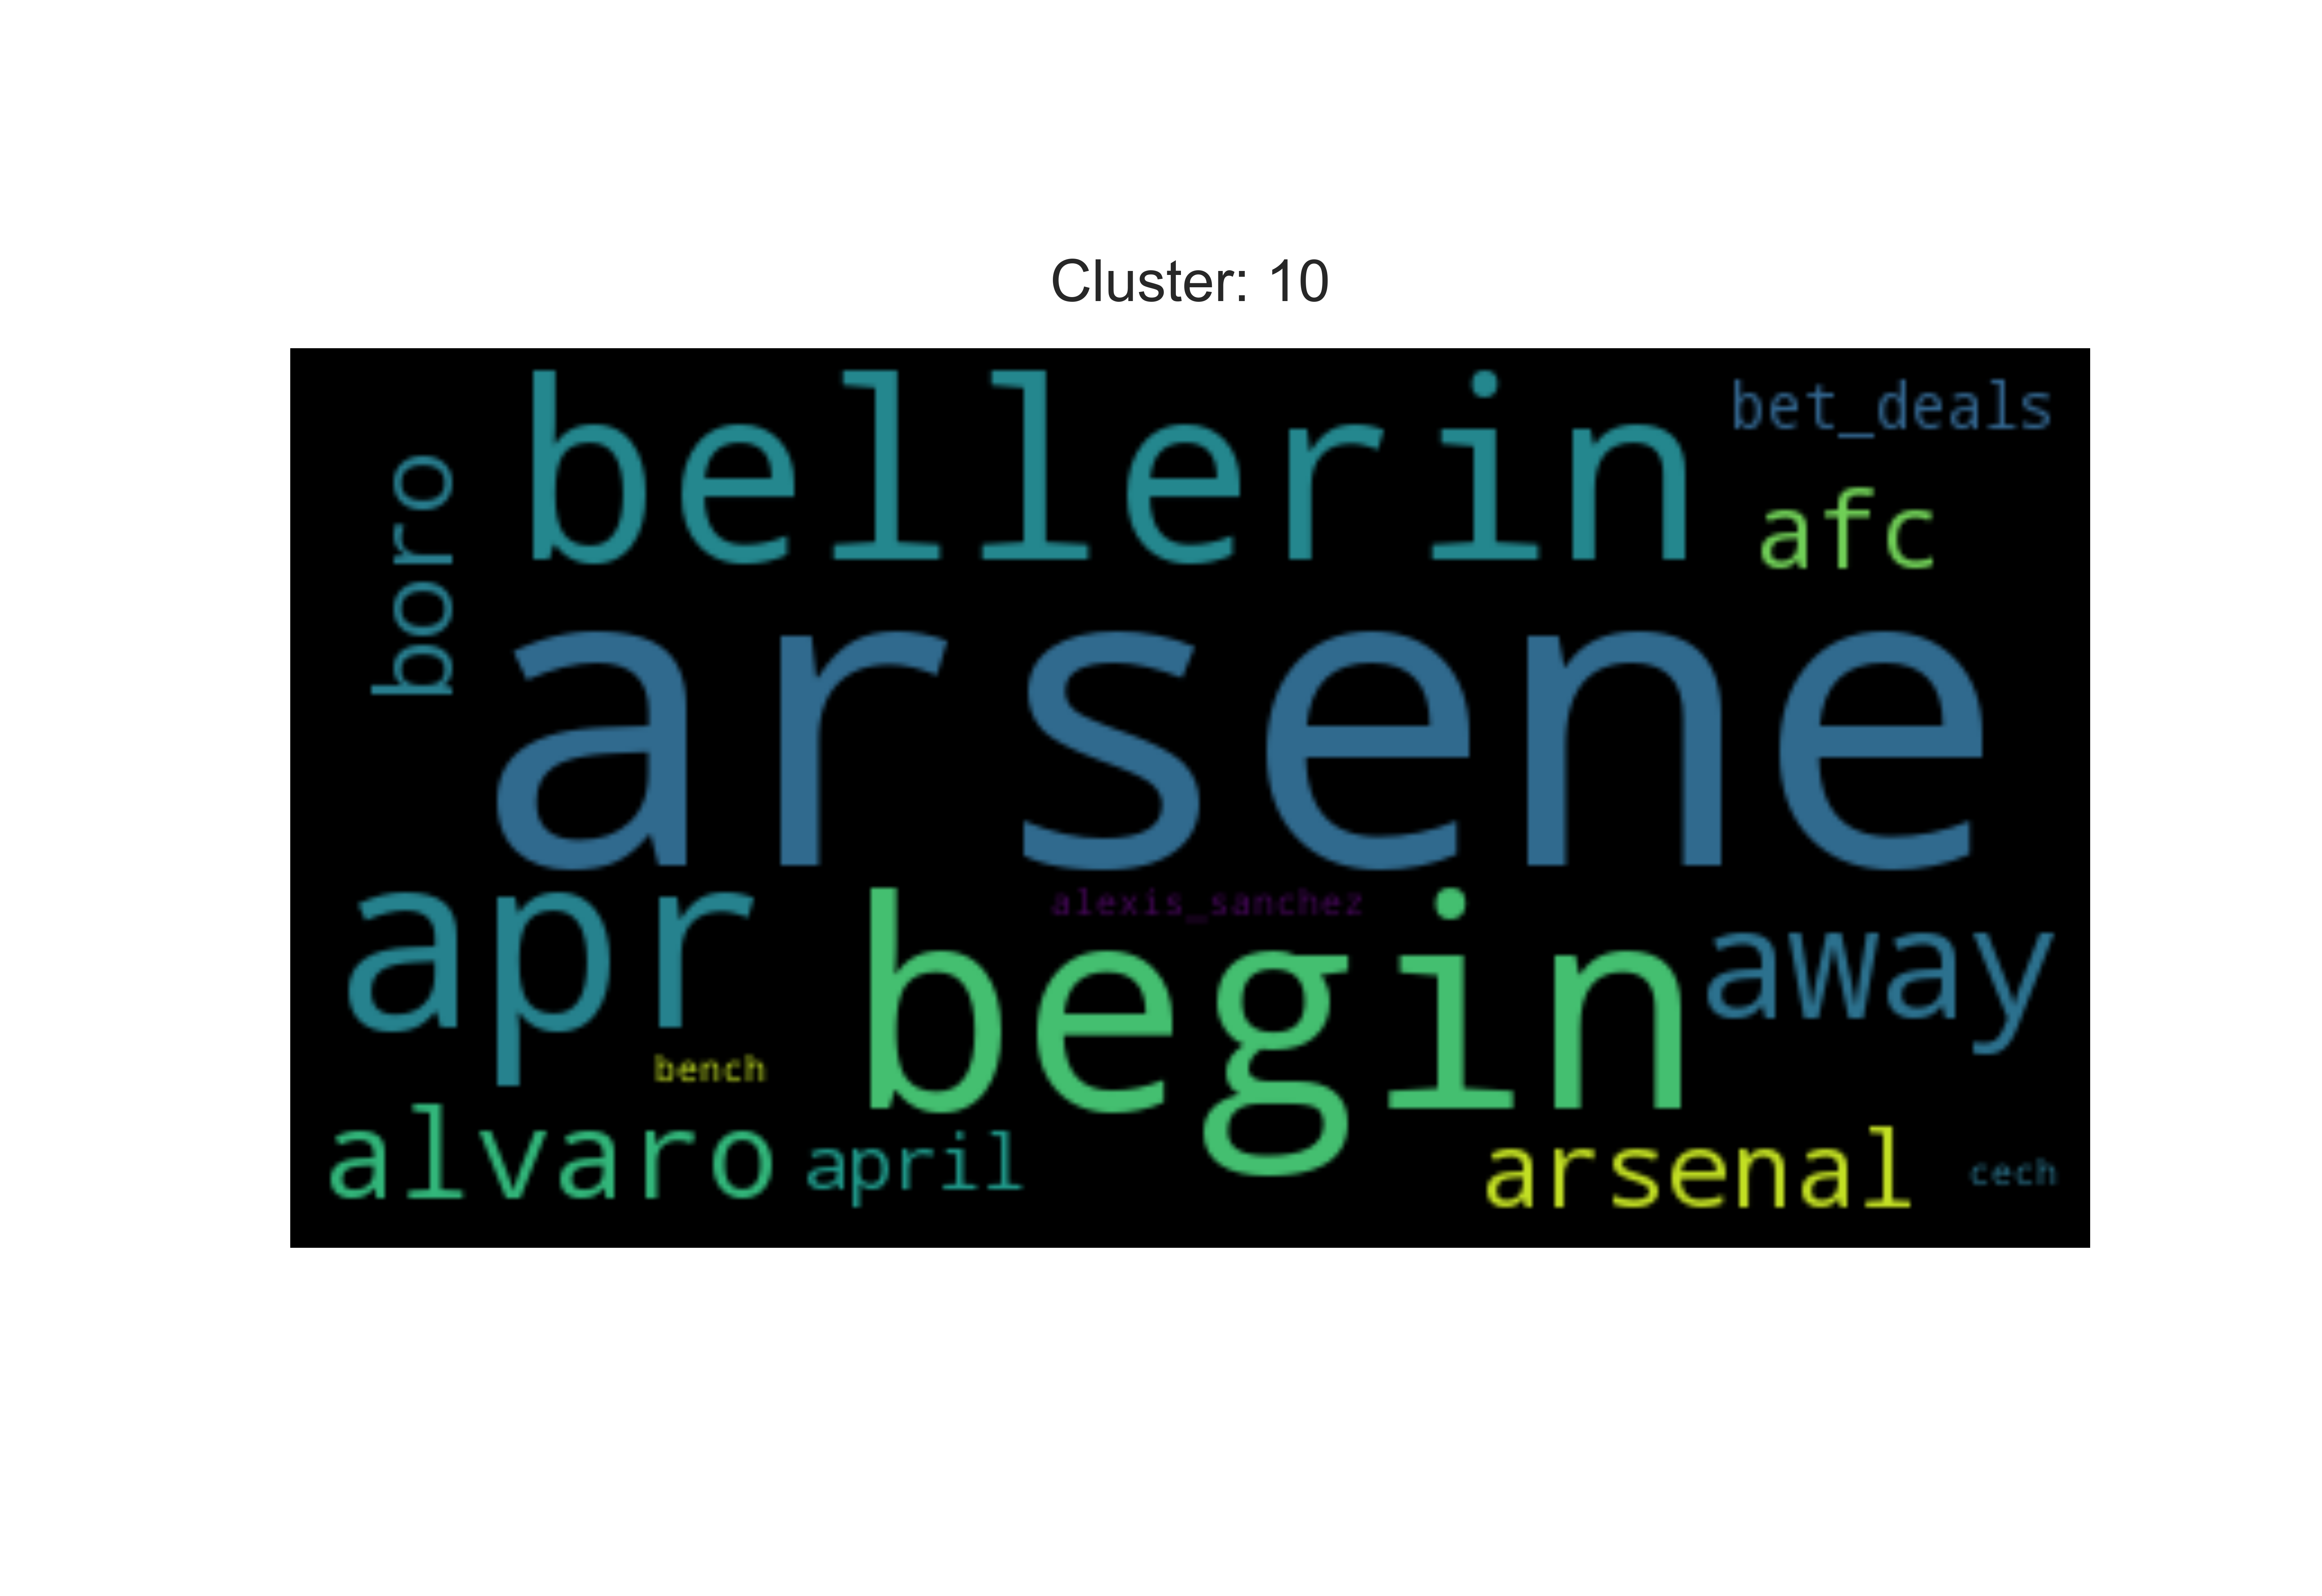 Cluster: 10
bellerin
bet_deals
boro
afc
arsene
apr
alexis_sanchez
begin
away
bench
alvaro
april
arsenal
cech